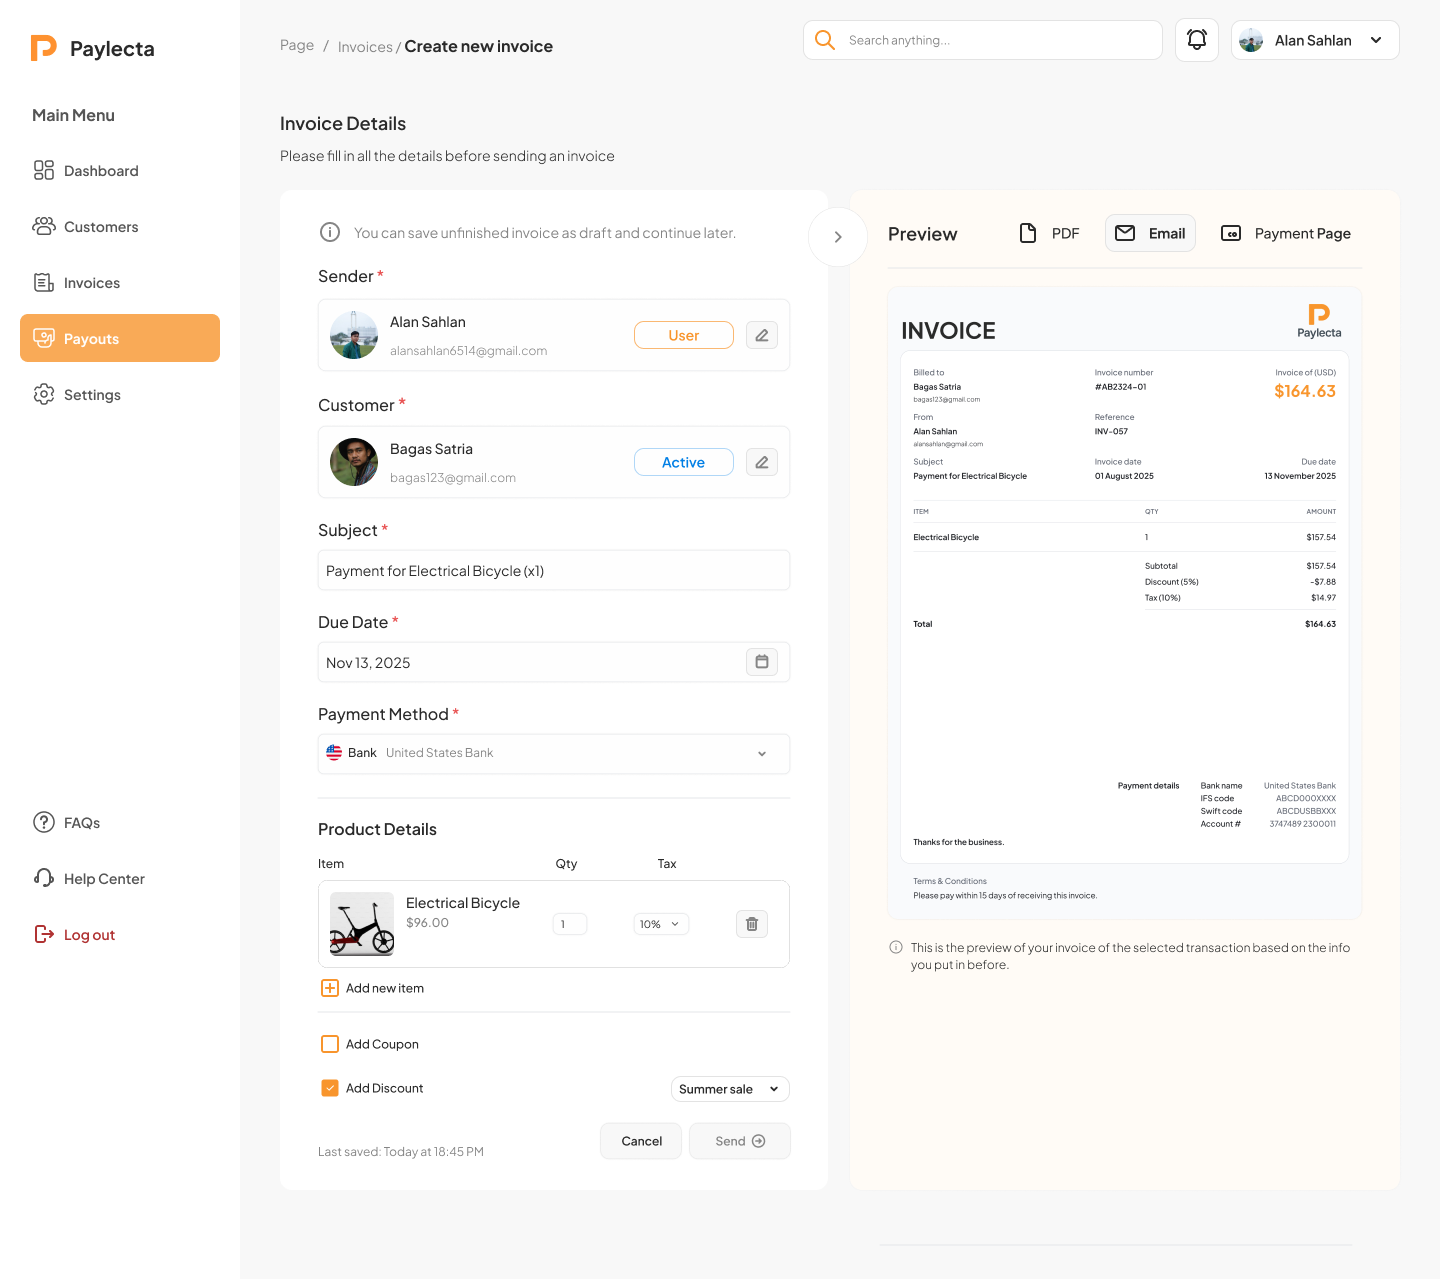 Paylecta
Main Menu
Dashboard
Customers
Invoices
Payouts
Settings
FAQs
Help Center
Log out
Page / Invoices / Create new invoice
Search anything...
Alan Sahlan
Invoice Details
Please fill in all the details before sending an invoice
You can save unfinished invoice as draft and continue later.
Sender *
Alan Sahlan
alansahlan6514@gmail.com
User
Customer *
Bagas Satria
bagas123@gmail.com
Active
Subject *
Payment for Electrical Bicycle (x1)
Due Date *
Nov 13, 2025
Payment Method *
Bank United States Bank
Product Details
Item Qty Tax
Electrical Bicycle
$96.00
1
10%
Add new item
Add Coupon
Add Discount
Summer sale
Last saved: Today at 18:45 PM
Cancel
Send
Preview
PDF
Email
Payment Page
INVOICE
Paylecta
Billed to
Bagas Satria
bagas123@gmail.com
Invoice number
#AB2324-01
Invoice of (USD)
$164.63
From
Alan Sahlan
alansahlan@gmail.com
Reference
INV-057
Subject
Payment for Electrical Bicycle
Invoice date
01 August 2025
Due date
13 November 2025
ITEM QTY AMOUNT
Electrical Bicycle 1 $157.54
Subtotal $157.54
Discount (5%) -$7.88
Tax (10%) $14.97
Total $164.63
Payment details
Bank name United States Bank
IFS code ABCD000XXXX
Swift code ABCDUSBBXXX
Account # 3747489 2300011
Thanks for the business.
Terms & Conditions
Please pay within 15 days of receiving this invoice.
This is the preview of your invoice of the selected transaction based on the info
you put in before.